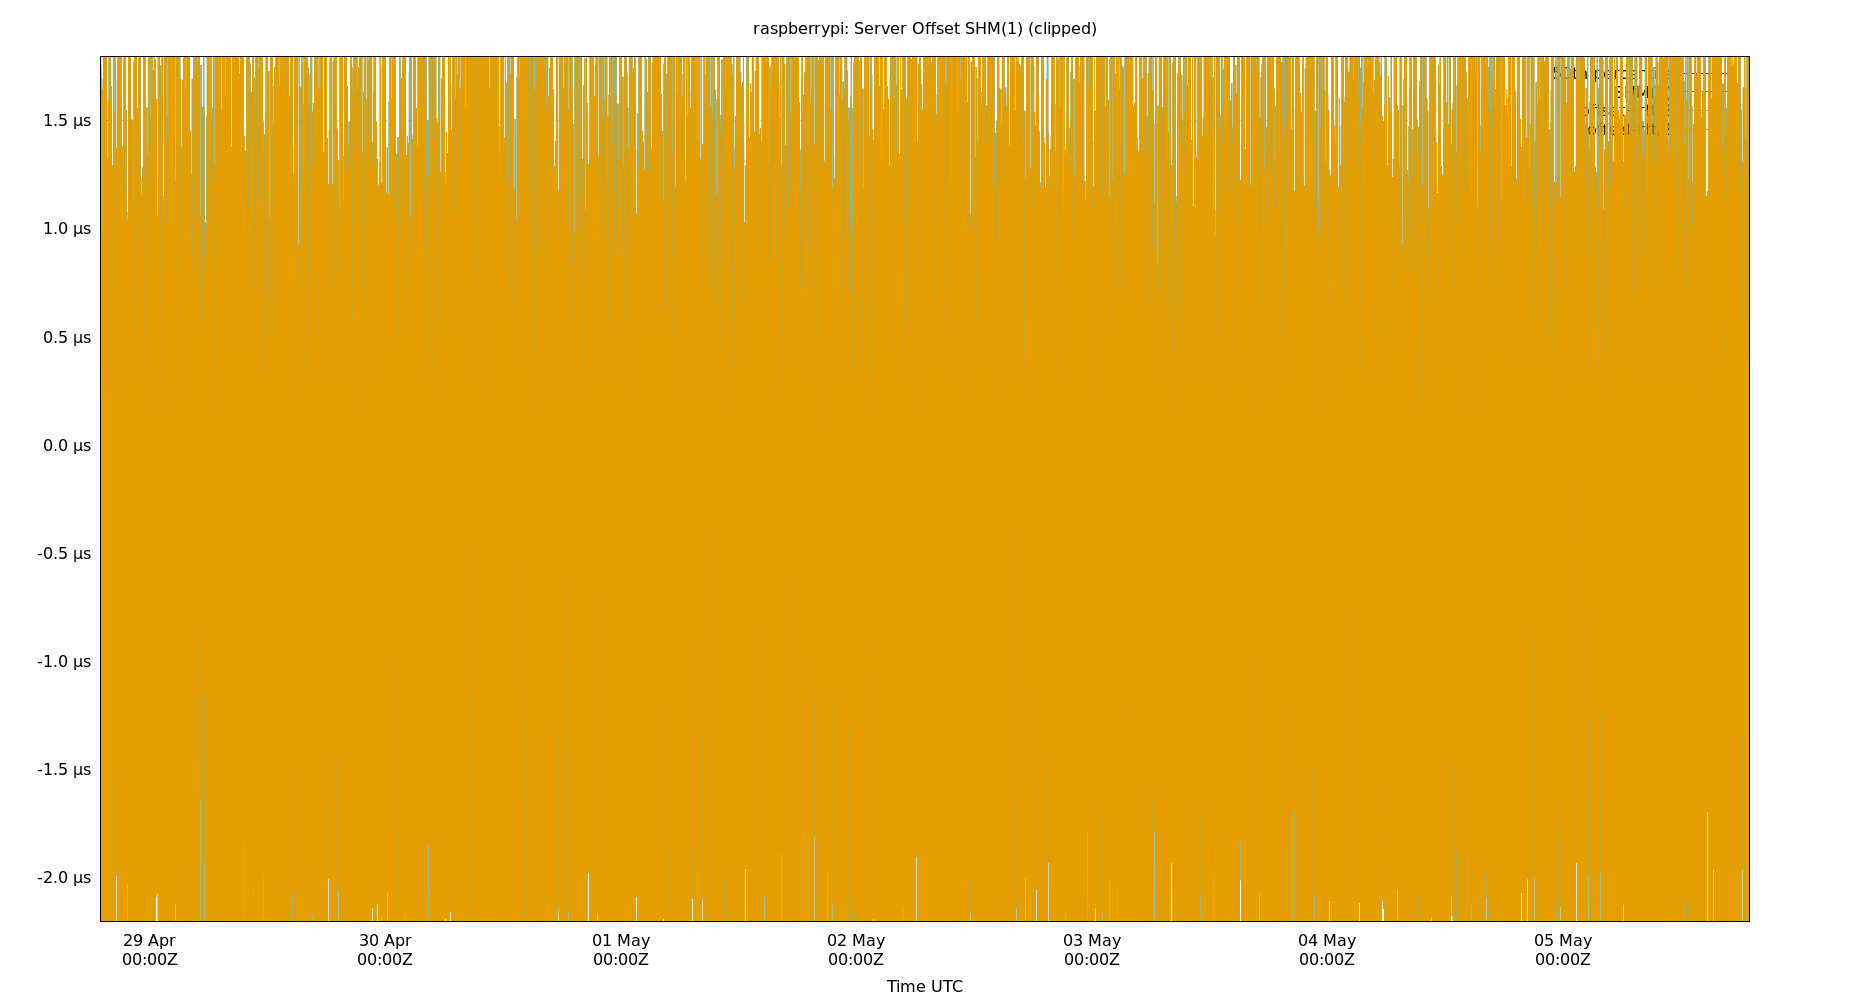 raspberrypi: Server Offset SHM(1) (clipped)
1.5 µs
1.0 µs
0.5 µs
0.0 µs
-0.5 µs
-1.0 µs
-1.5 µs
-2.0 µs
29 Apr 30 Apr 01 May 02 May 03 May 04 May 05 May
00:00Z 00:00Z 00:00Z 00:00Z 00:00Z 00:00Z 00:00Z
Time UTC